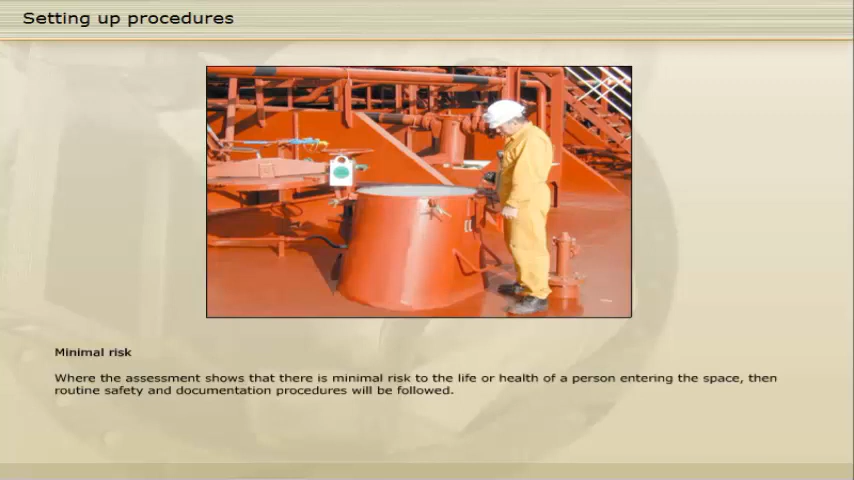 Setting up procedures
Minimal risk
Where the assessment shows that there is minimal risk to the life or health of a person entering the space, then
routine safety and documentation procedures will be followed.